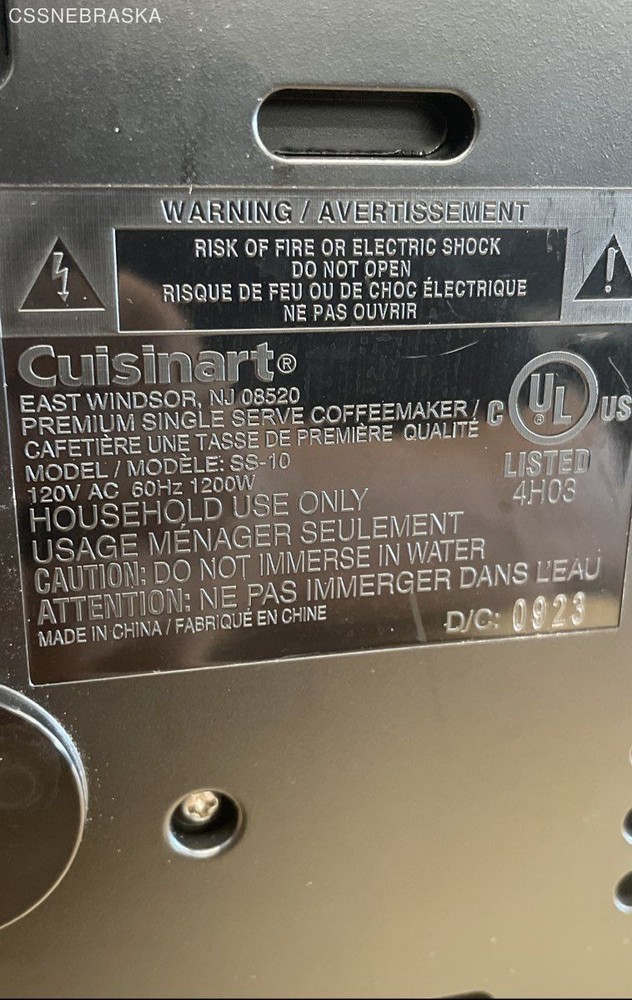 CSSNEBRASKA
WARNING / AVERTISSEMENT
RISK OF FIRE OR ELECTRIC SHOCK
DO NOT OPEN
RISQUE DE FEU OU DE CHOC ÉLECTRIQUE
NE PAS OUVRIR
Cuisinart®
EAST WINDSOR, NJ 08520
PREMIUM SINGLE SERVE COFFEEMAKER /
CAFETIÈRE UNE TASSE DE PREMIÈRE QUALITÉ
MODEL / MODÈLE: SS-10
120V AC 60Hz 1200W
C UL® US
LISTED
4H03
HOUSEHOLD USE ONLY
USAGE MÉNAGER SEULEMENT
CAUTION: DO NOT IMMERSE IN WATER
ATTENTION: NE PAS IMMERGER DANS L'EAU
MADE IN CHINA / FABRIQUÉ EN CHINE
D/C: 0923